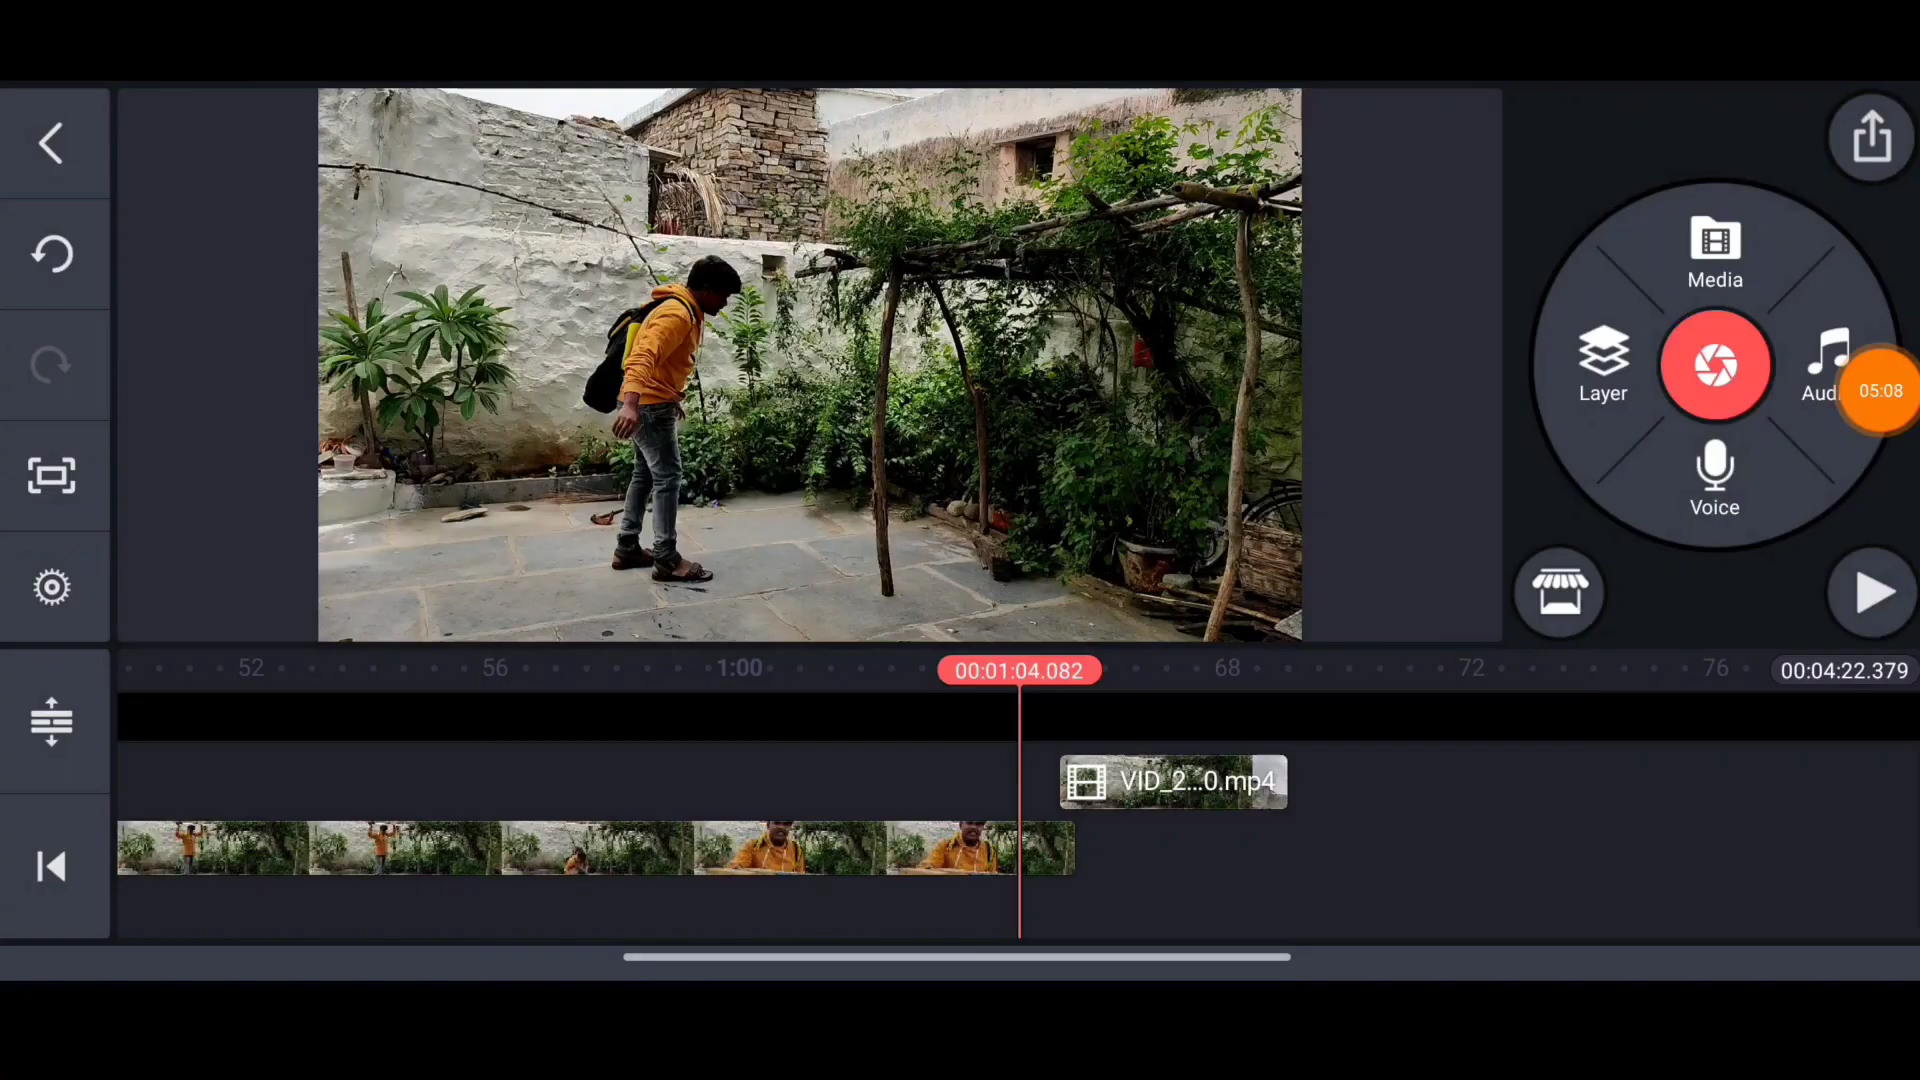 Media
Layer
Aud
05:08
Voice
52
56
1:00
00:01:04.082
68
72
76
00:04:22.379
VID_2...0.mp4